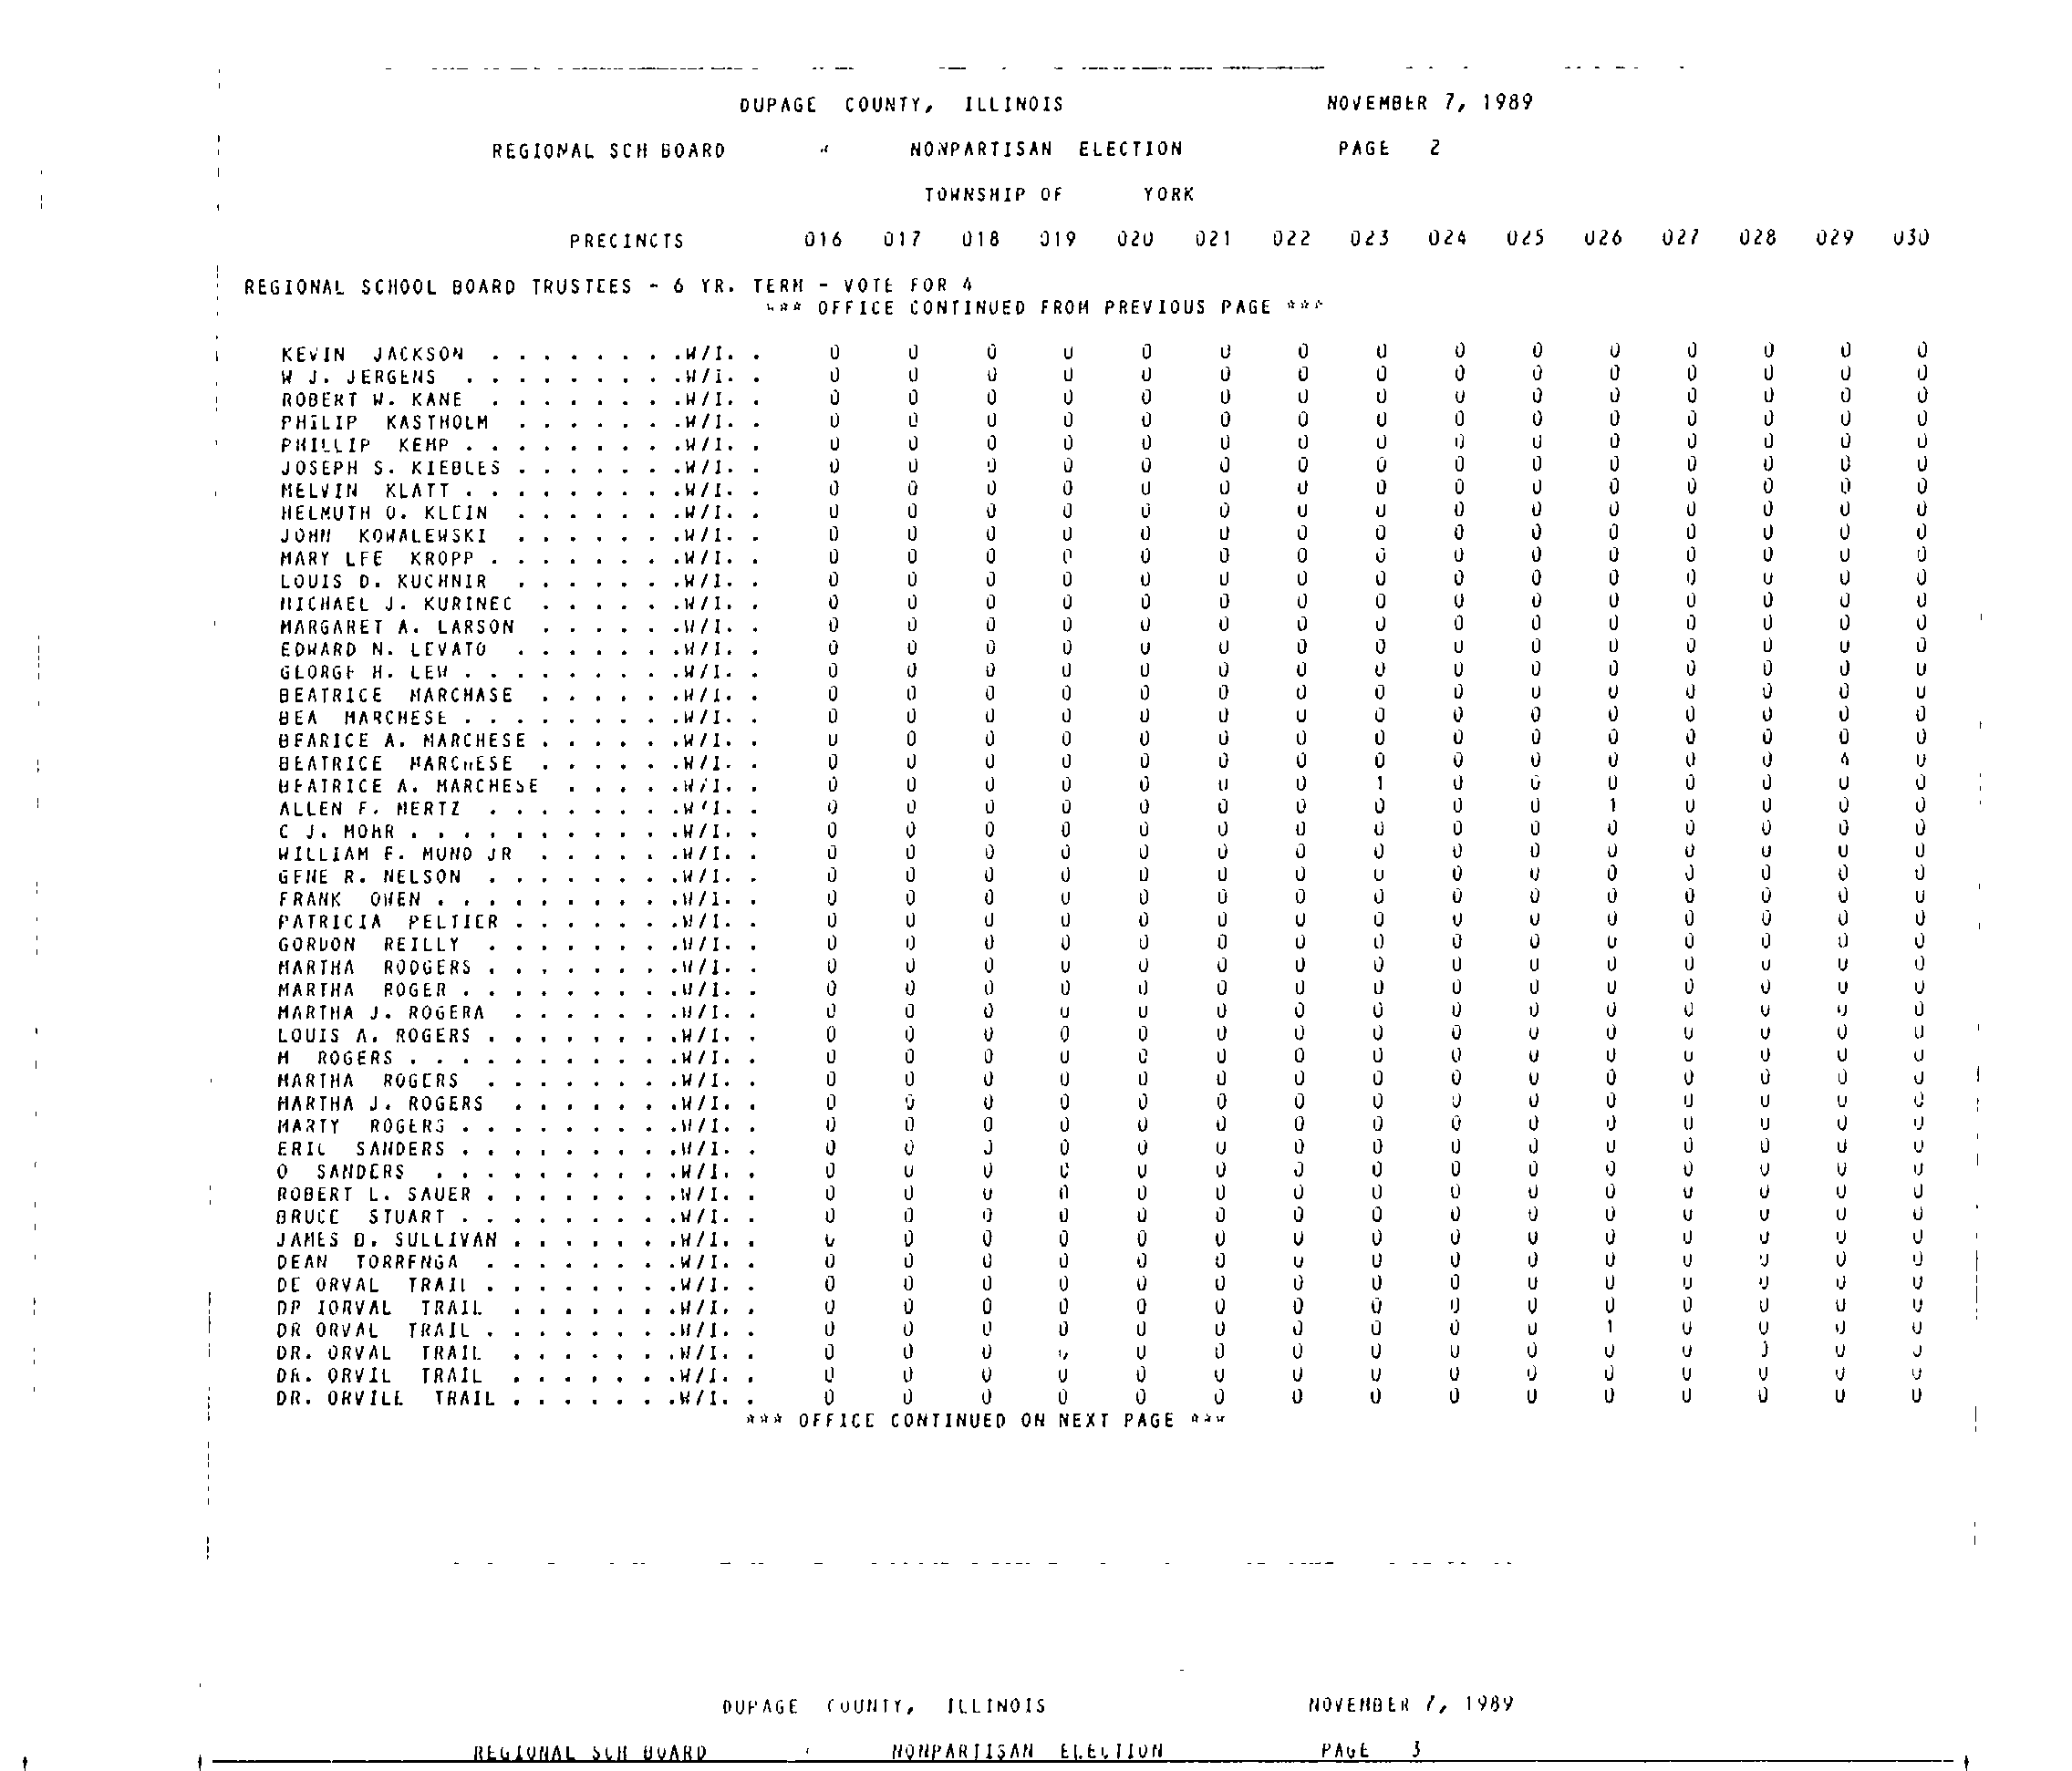 DUPAGE COUNTY, ILLINOIS NOVEMBER 7, 1989
REGIONAL SCH BOARD NONPARTISAN ELECTION PAGE 2
TOWNSHIP OF YORK
PRECINCTS 016 017 018 019 020 021 022 023 024 025 026 027 028 029 030
REGIONAL SCHOOL BOARD TRUSTEES - 6 YR. TERM - VOTE FOR 4
*** OFFICE CONTINUED FROM PREVIOUS PAGE ***
KEVIN JACKSON . . . . . . . .W/I. . 0 0 0 0 0 0 0 0 0 0 0 0 0 0 0
W J. JERGENS . . . . . . . . .W/I. . 0 0 0 0 0 0 0 0 0 0 0 0 0 0 0
ROBERT W. KANE . . . . . . . .W/I. . 0 0 0 0 0 0 0 0 0 0 0 0 0 0 0
PHILIP KASTHOLM . . . . . . .W/I. . 0 0 0 0 0 0 0 0 0 0 0 0 0 0 0
PHILLIP KEMP . . . . . . . . .W/I. . 0 0 0 0 0 0 0 0 0 0 0 0 0 0 0
JOSEPH S. KIEBLES . . . . . . .W/I. . 0 0 0 0 0 0 0 0 0 0 0 0 0 0 0
MELVIN KLATT . . . . . . . . .W/I. . 0 0 0 0 0 0 0 0 0 0 0 0 0 0 0
HELMUTH O. KLEIN . . . . . . .W/I. . 0 0 0 0 0 0 0 0 0 0 0 0 0 0 0
JOHN KOWALEWSKI . . . . . . .W/I. . 0 0 0 0 0 0 0 0 0 0 0 0 0 0 0
MARY LEE KROPP . . . . . . . .W/I. . 0 0 0 0 0 0 0 0 0 0 0 0 0 0 0
LOUIS D. KUCHNIR . . . . . . .W/I. . 0 0 0 0 0 0 0 0 0 0 0 0 0 0 0
MICHAEL J. KURINEC . . . . . .W/I. . 0 0 0 0 0 0 0 0 0 0 0 0 0 0 0
MARGARET A. LARSON . . . . . .W/I. . 0 0 0 0 0 0 0 0 0 0 0 0 0 0 0
EDWARD N. LEVATO . . . . . . .W/I. . 0 0 0 0 0 0 0 0 0 0 0 0 0 0 0
GEORGE H. LEW . . . . . . . . .W/I. . 0 0 0 0 0 0 0 0 0 0 0 0 0 0 0
BEATRICE MARCHASE . . . . . .W/I. . 0 0 0 0 0 0 0 0 0 0 0 0 0 0 0
BEA MARCHESE . . . . . . . . .W/I. . 0 0 0 0 0 0 0 0 0 0 0 0 0 0 0
BEARICE A. MARCHESE . . . . . .W/I. . 0 0 0 0 0 0 0 0 0 0 0 0 0 0 0
BEATRICE MARCHESE . . . . . .W/I. . 0 0 0 0 0 0 0 0 0 0 0 0 0 4 0
BEATRICE A. MARCHESE . . . . .W/I. . 0 0 0 0 0 0 0 1 0 0 0 0 0 0 0
ALLEN F. MERTZ . . . . . . . .W/I. . 0 0 0 0 0 0 0 0 0 0 1 0 0 0 0
C J. MOHR . . . . . . . . . . .W/I. . 0 0 0 0 0 0 0 0 0 0 0 0 0 0 0
WILLIAM F. MUNO JR . . . . . .W/I. . 0 0 0 0 0 0 0 0 0 0 0 0 0 0 0
GENE R. NELSON . . . . . . . .W/I. . 0 0 0 0 0 0 0 0 0 0 0 0 0 0 0
FRANK OWEN . . . . . . . . . .W/I. . 0 0 0 0 0 0 0 0 0 0 0 0 0 0 0
PATRICIA PELTIER . . . . . . .W/I. . 0 0 0 0 0 0 0 0 0 0 0 0 0 0 0
GORDON REILLY . . . . . . . .W/I. . 0 0 0 0 0 0 0 0 0 0 0 0 0 0 0
MARTHA RODGERS . . . . . . . .W/I. . 0 0 0 0 0 0 0 0 0 0 0 0 0 0 0
MARTHA ROGER . . . . . . . . .W/I. . 0 0 0 0 0 0 0 0 0 0 0 0 0 0 0
MARTHA J. ROGERA . . . . . . .W/I. . 0 0 0 0 0 0 0 0 0 0 0 0 0 0 0
LOUIS A. ROGERS . . . . . . . .W/I. . 0 0 0 0 0 0 0 0 0 0 0 0 0 0 0
M ROGERS . . . . . . . . . . .W/I. . 0 0 0 0 0 0 0 0 0 0 0 0 0 0 0
MARTHA ROGERS . . . . . . . .W/I. . 0 0 0 0 0 0 0 0 0 0 0 0 0 0 0
MARTHA J. ROGERS . . . . . . .W/I. . 0 0 0 0 0 0 0 0 0 0 0 0 0 0 0
MARTY ROGERS . . . . . . . . .W/I. . 0 0 0 0 0 0 0 0 0 0 0 0 0 0 0
ERIC SANDERS . . . . . . . . .W/I. . 0 0 0 0 0 0 0 0 0 0 0 0 0 0 0
O SANDERS . . . . . . . . . .W/I. . 0 0 0 0 0 0 0 0 0 0 0 0 0 0 0
ROBERT L. SAUER . . . . . . . .W/I. . 0 0 0 0 0 0 0 0 0 0 0 0 0 0 0
BRUCE STUART . . . . . . . . .W/I. . 0 0 0 0 0 0 0 0 0 0 0 0 0 0 0
JAMES D. SULLIVAN . . . . . . .W/I. . 0 0 0 0 0 0 0 0 0 0 0 0 0 0 0
DEAN TORRENGA . . . . . . . .W/I. . 0 0 0 0 0 0 0 0 0 0 0 0 0 0 0
DE ORVAL TRAIL . . . . . . . .W/I. . 0 0 0 0 0 0 0 0 0 0 0 0 0 0 0
DP IORVAL TRAIL . . . . . . .W/I. . 0 0 0 0 0 0 0 0 0 0 0 0 0 0 0
DR ORVAL TRAIL . . . . . . . .W/I. . 0 0 0 0 0 0 0 0 0 0 1 0 0 0 0
DR. ORVAL TRAIL . . . . . . .W/I. . 0 0 0 0 0 0 0 0 0 0 0 0 0 0 0
DR. ORVIL TRAIL . . . . . . .W/I. . 0 0 0 0 0 0 0 0 0 0 0 0 0 0 0
DR. ORVILL TRAIL . . . . . . .W/I. . 0 0 0 0 0 0 0 0 0 0 0 0 0 0 0
*** OFFICE CONTINUED ON NEXT PAGE ***
DUPAGE COUNTY, ILLINOIS NOVEMBER 7, 1989
REGIONAL SCH BOARD NONPARTISAN ELECTION PAGE 3